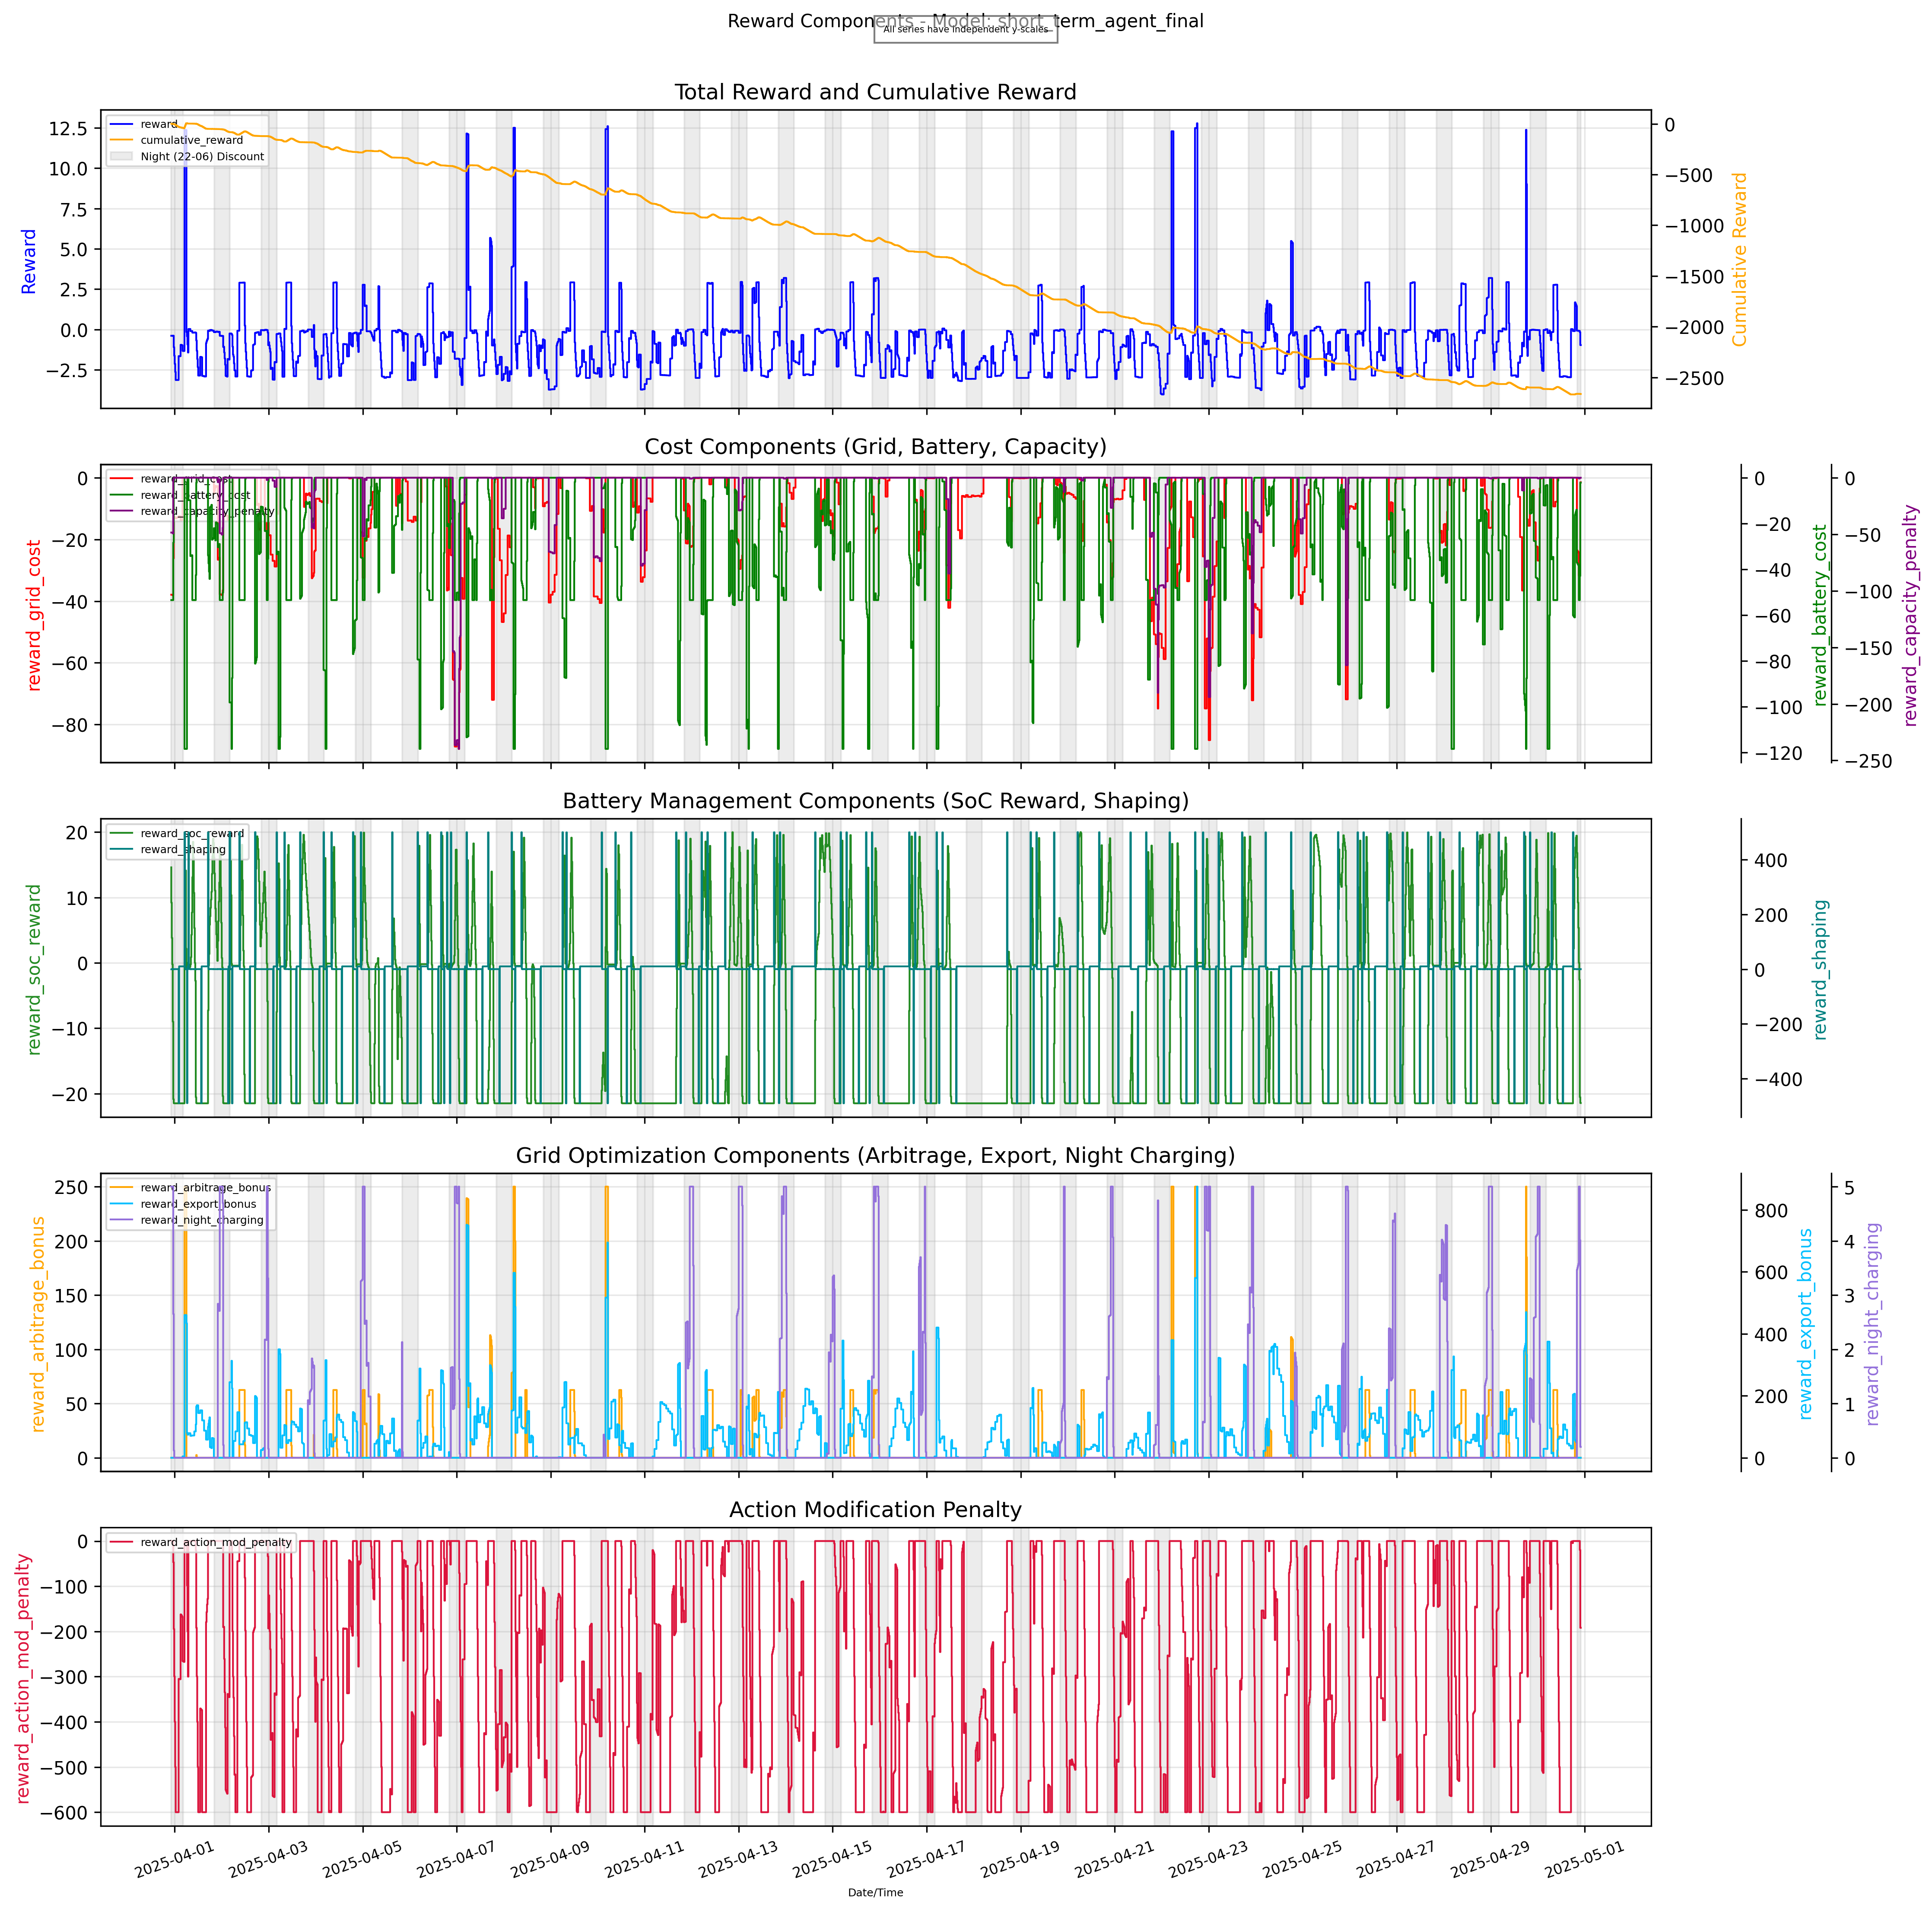 Reward Components - Model: short_term_agent_final
All series have independent y-scales
Total Reward and Cumulative Reward
reward
cumulative_reward
Night (22-06) Discount
12.5
10.0
7.5
5.0
2.5
0.0
−2.5
Reward
0
−500
−1000
−1500
−2000
−2500
Cumulative Reward
Cost Components (Grid, Battery, Capacity)
reward_grid_cost
reward_battery_cost
reward_capacity_penalty
0
−20
−40
−60
−80
reward_grid_cost
0
−20
−40
−60
−80
−100
−120
reward_battery_cost
0
−50
−100
−150
−200
−250
reward_capacity_penalty
Battery Management Components (SoC Reward, Shaping)
reward_soc_reward
reward_shaping
20
10
0
−10
−20
reward_soc_reward
400
200
0
−200
−400
reward_shaping
Grid Optimization Components (Arbitrage, Export, Night Charging)
reward_arbitrage_bonus
reward_export_bonus
reward_night_charging
250
200
150
100
50
0
reward_arbitrage_bonus
800
600
400
200
0
reward_export_bonus
5
4
3
2
1
0
reward_night_charging
Action Modification Penalty
reward_action_mod_penalty
0
−100
−200
−300
−400
−500
−600
reward_action_mod_penalty
2025-04-01
2025-04-03
2025-04-05
2025-04-07
2025-04-09
2025-04-11
2025-04-13
2025-04-15
2025-04-17
2025-04-19
2025-04-21
2025-04-23
2025-04-25
2025-04-27
2025-04-29
2025-05-01
Date/Time